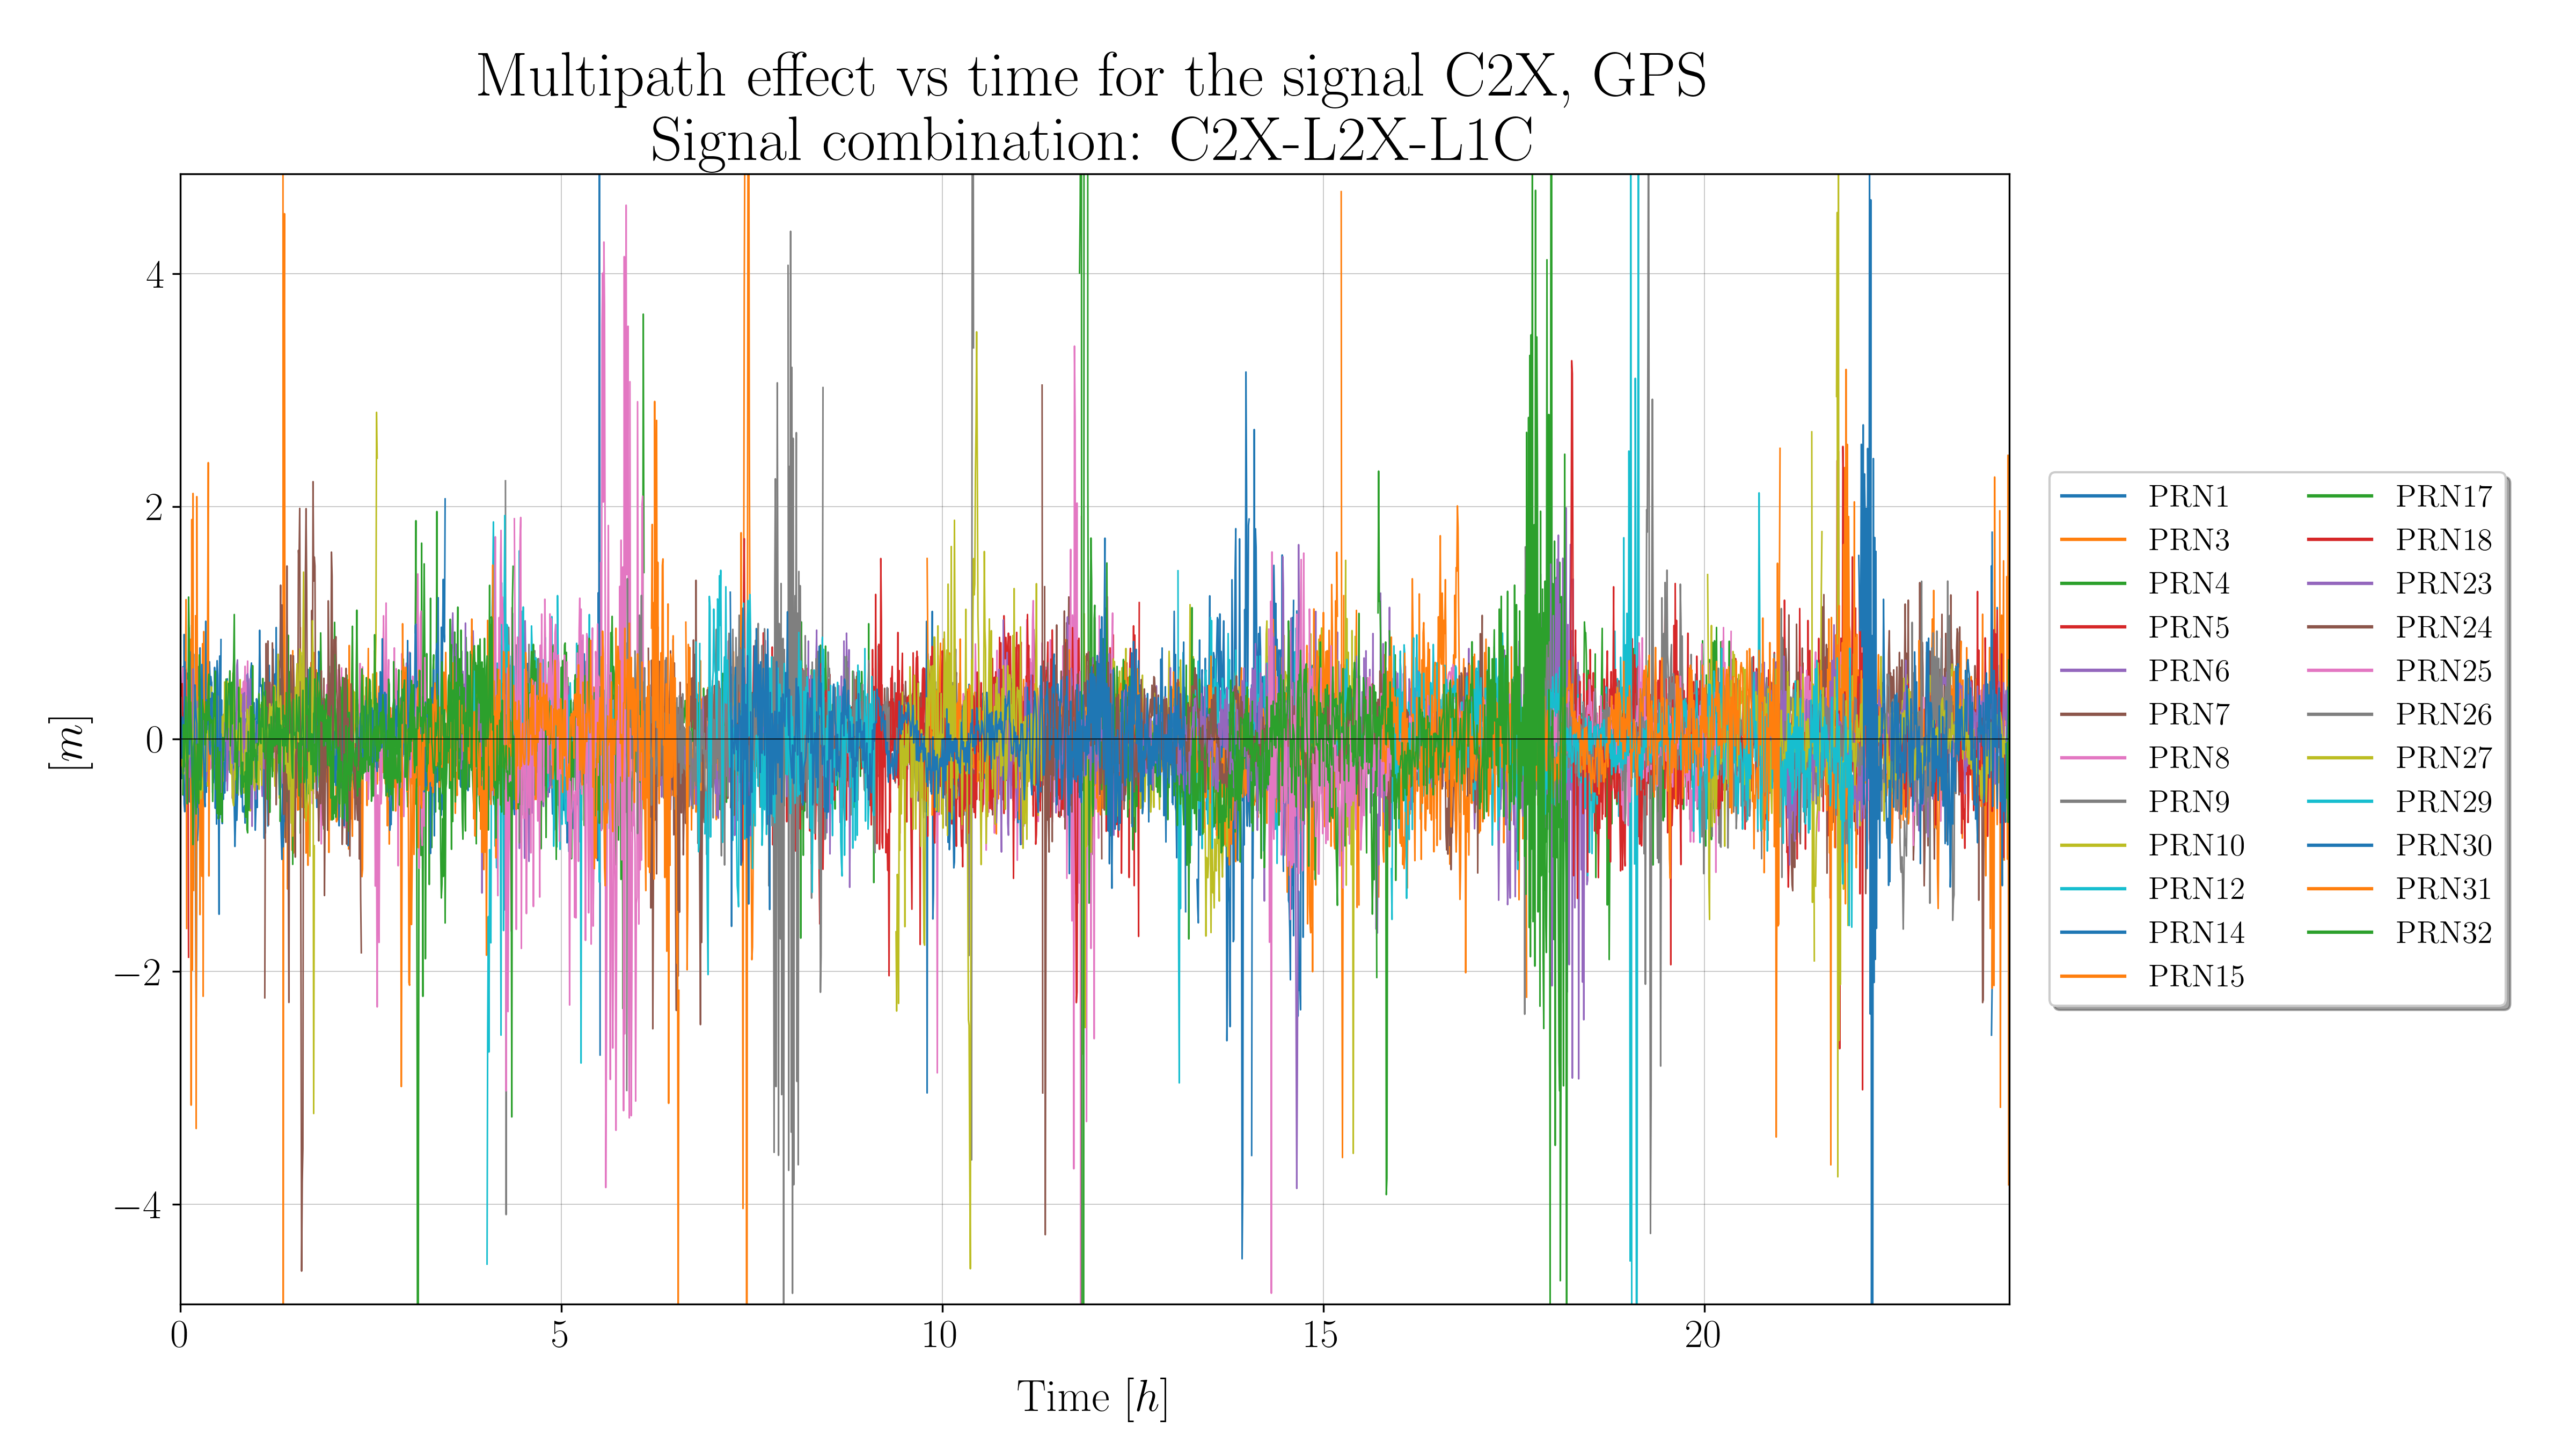 Multipath effect vs time for the signal C2X, GPS
Signal combination: C2X-L2X-L1C
[m]
4
2
0
−2
−4
0 5 10 15 20
Time [h]
PRN1
PRN3
PRN4
PRN5
PRN6
PRN7
PRN8
PRN9
PRN10
PRN12
PRN14
PRN15
PRN17
PRN18
PRN23
PRN24
PRN25
PRN26
PRN27
PRN29
PRN30
PRN31
PRN32